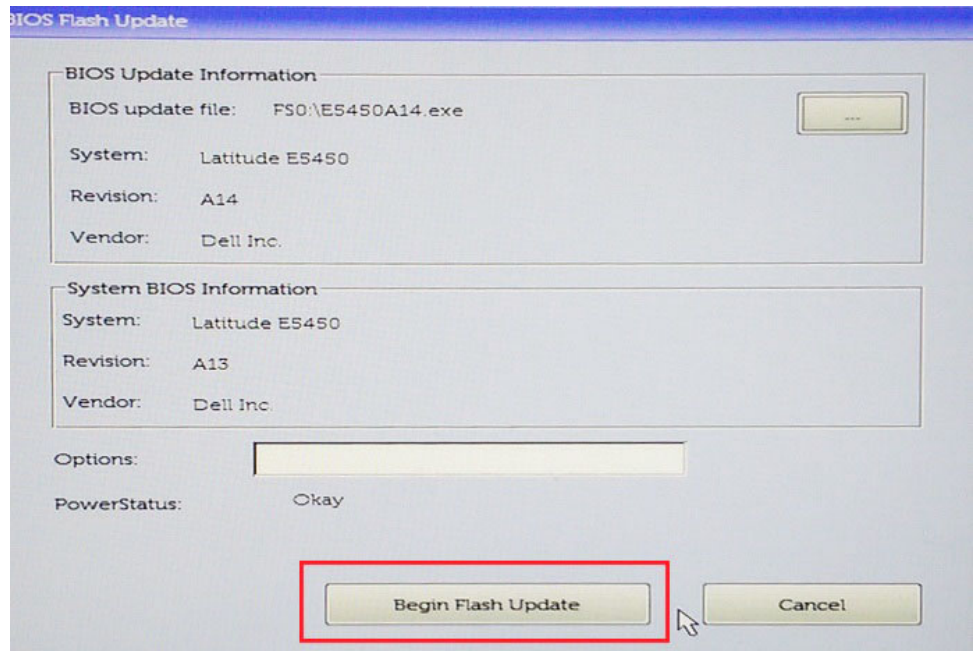 BIOS Flash Update
BIOS Update Information
BIOS update file: FS0:\E5450A14.exe
...
System: Latitude E5450
Revision: A14
Vendor: Dell Inc.
System BIOS Information
System: Latitude E5450
Revision: A13
Vendor: Dell Inc.
Options:
PowerStatus: Okay
Begin Flash Update
Cancel